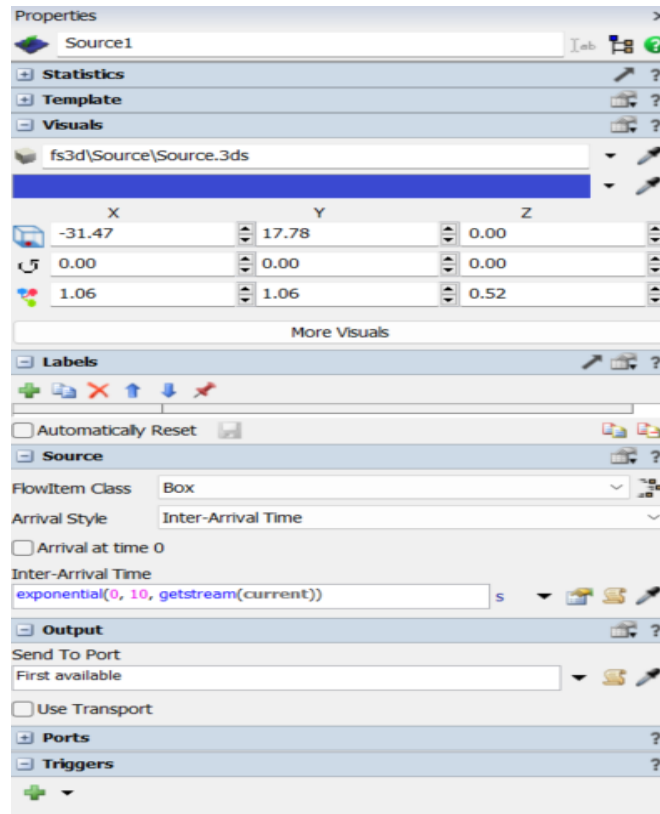 Properties
Source1
Statistics
Template
Visuals
fs3d\Source\Source.3ds
X Y Z
-31.47 17.78 0.00
0.00 0.00 0.00
1.06 1.06 0.52
More Visuals
Labels
Automatically Reset
Source
FlowItem Class Box
Arrival Style Inter-Arrival Time
Arrival at time 0
Inter-Arrival Time
exponential(0, 10, getstream(current)) s
Output
Send To Port
First available
Use Transport
Ports
Triggers